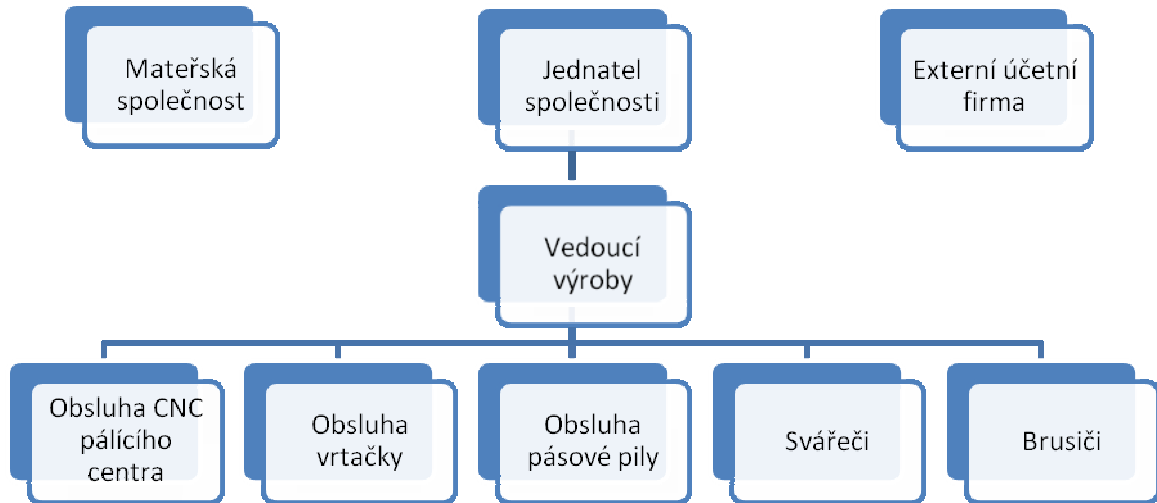 Mateřská
společnost
Jednatel
společnosti
Externí účetní
firma
Vedoucí
výroby
Obsluha CNC
pálícího
centra
Obsluha
vrtačky
Obsluha
pásové pily
Svářeči
Brusiči